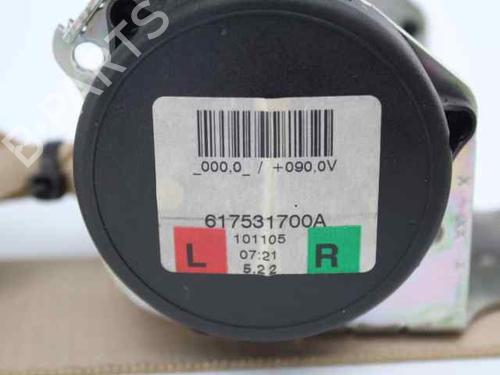 B-PARTS
_000,0_ / +090,0V
617531700A
L 101105 R
07:21
5.22